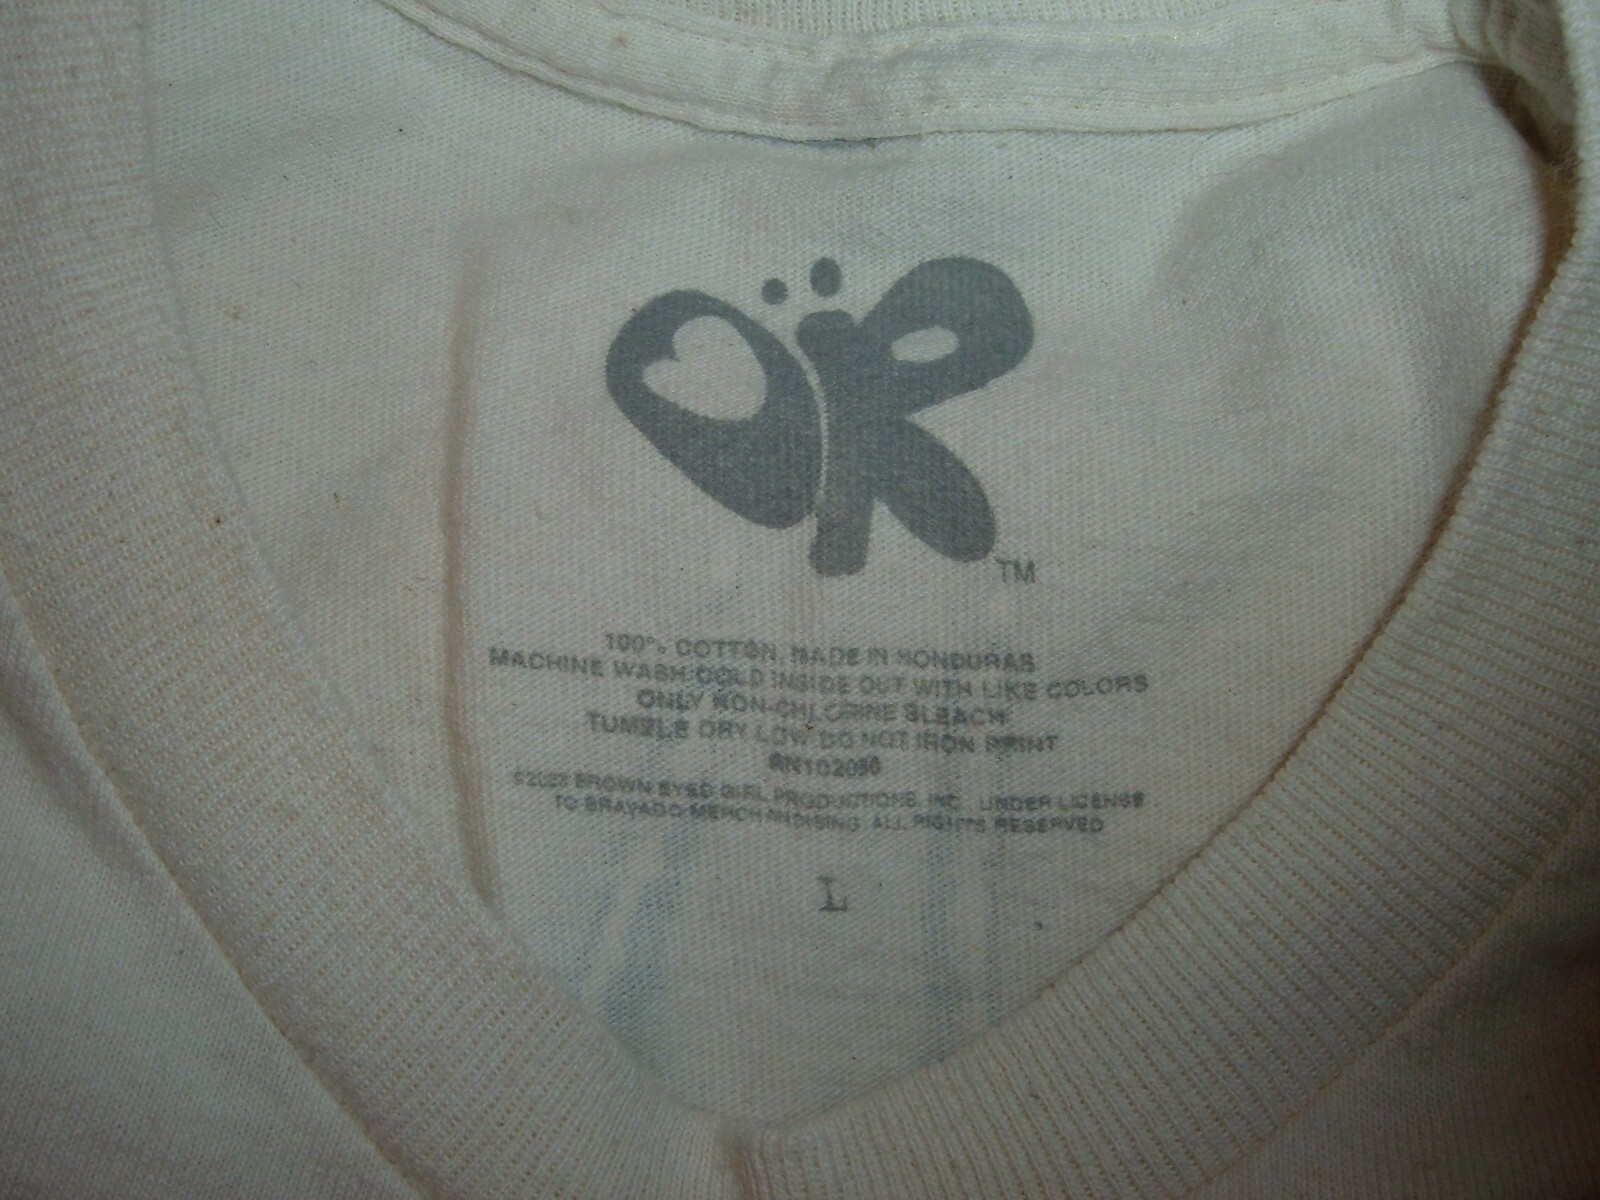 OR
TM
100% COTTON, MADE IN HONDURAS
MACHINE WASH COLD INSIDE OUT WITH LIKE COLORS
ONLY NON-CHLORINE BLEACH
TUMBLE DRY LOW DO NOT IRON PRINT
BROWN EYED GIRL PRODUCTIONS, INC. UNDER LICENSE
TO BRAVADO MERCHANDISING. ALL RIGHTS RESERVED
L